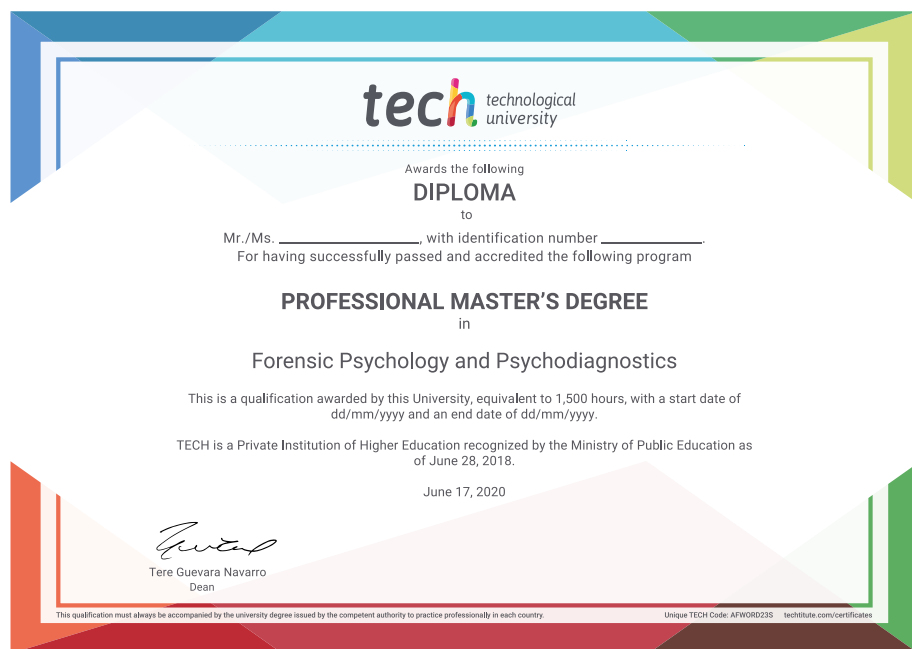 tech technological
university
Awards the following
DIPLOMA
to
Mr./Ms. ____________________, with identification number ______________.
For having successfully passed and accredited the following program
PROFESSIONAL MASTER'S DEGREE
in
Forensic Psychology and Psychodiagnostics
This is a qualification awarded by this University, equivalent to 1,500 hours, with a start date of
dd/mm/yyyy and an end date of dd/mm/yyyy.
TECH is a Private Institution of Higher Education recognized by the Ministry of Public Education as
of June 28, 2018.
June 17, 2020
Tere Guevara Navarro
Dean
This qualification must always be accompanied by the university degree issued by the competent authority to practice professionally in each country.
Unique TECH Code: AFWORD23S techtitute.com/certificates